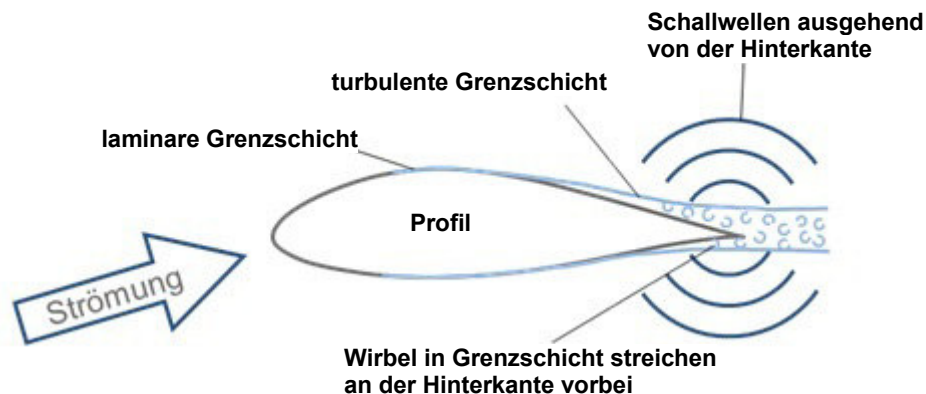 Schallwellen ausgehend
von der Hinterkante
turbulente Grenzschicht
laminare Grenzschicht
Profil
Strömung
Wirbel in Grenzschicht streichen
an der Hinterkante vorbei